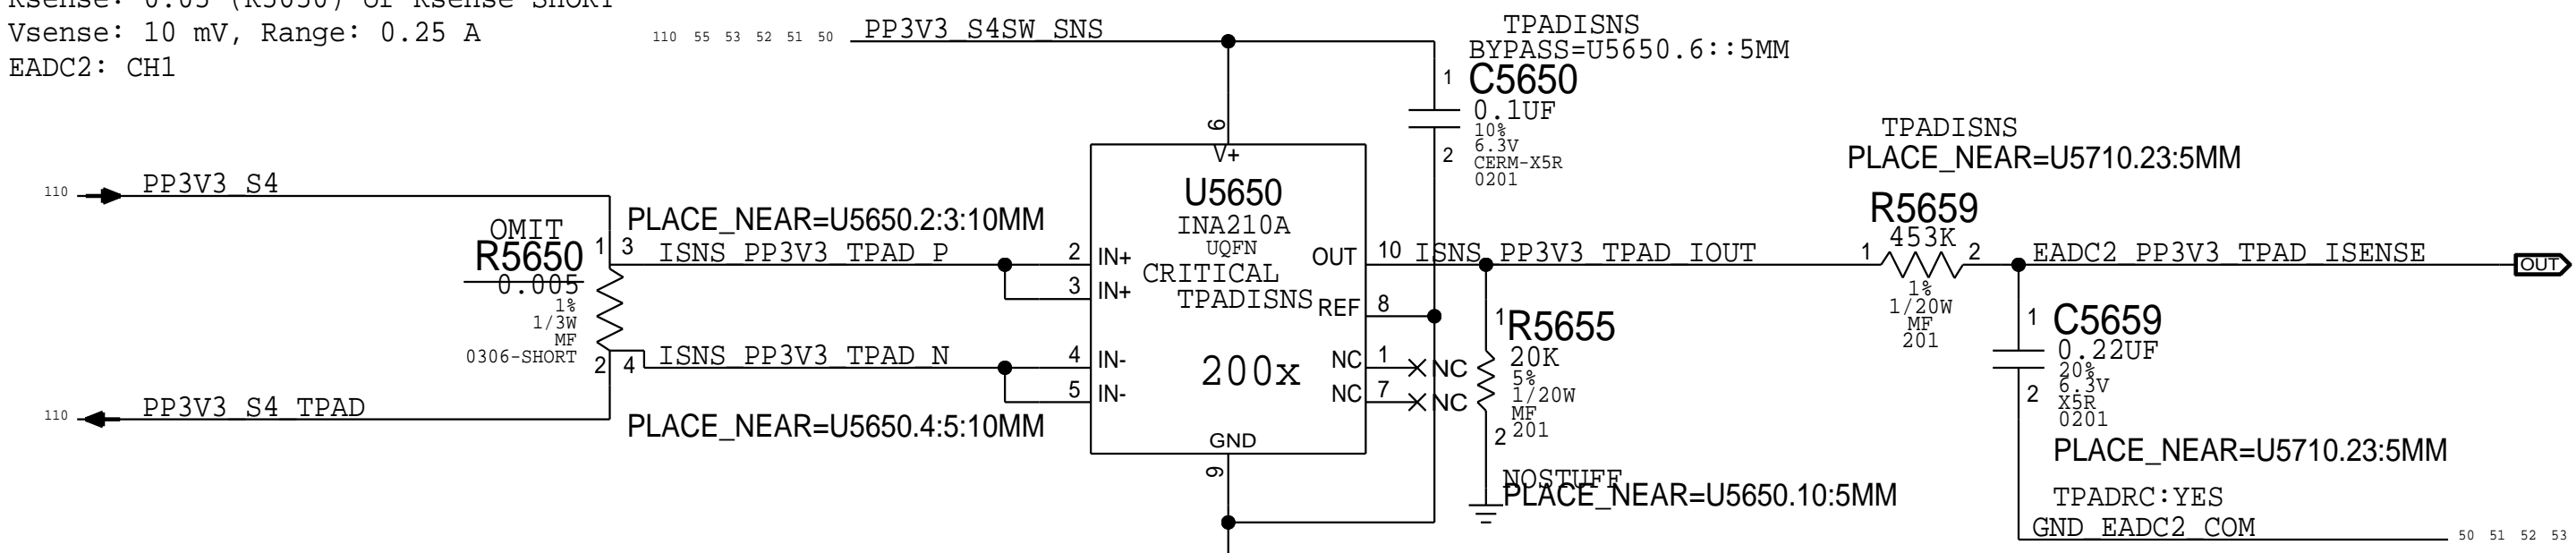 Rsense: 0.05 (R5650) or Rsense SHORT
Vsense: 10 mV, Range: 0.25 A
EADC2: CH1
110 55 53 52 51 50 PP3V3_S4SW_SNS
TPADISNS
BYPASS=U5650.6::5MM
1
C5650
0.1UF
10%
6.3V
CERM-X5R
0201
2
6
V+
U5650
INA210A
UQFN
CRITICAL
TPADISNS
200x
2 IN+
3 IN+
4 IN-
5 IN-
OUT 10
REF 8
NC 1 NC
NC 7 NC
GND
9
110 PP3V3_S4
OMIT
R5650
0.005
1%
1/3W
MF
0306-SHORT
1 3
2 4
PLACE_NEAR=U5650.2:3:10MM
ISNS_PP3V3_TPAD_P
ISNS_PP3V3_TPAD_N
PLACE_NEAR=U5650.4:5:10MM
110 PP3V3_S4_TPAD
ISNS_PP3V3_TPAD_IOUT
1
R5655
20K
5%
1/20W
MF
201
2
NOSTUFF
PLACE_NEAR=U5650.10:5MM
TPADISNS
PLACE_NEAR=U5710.23:5MM
R5659
1 453K 2
1%
1/20W
MF
201
EADC2_PP3V3_TPAD_ISENSE
OUT
1
C5659
0.22UF
20%
6.3V
X5R
0201
2
PLACE_NEAR=U5710.23:5MM
TPADRC:YES
GND_EADC2_COM 50 51 52 53